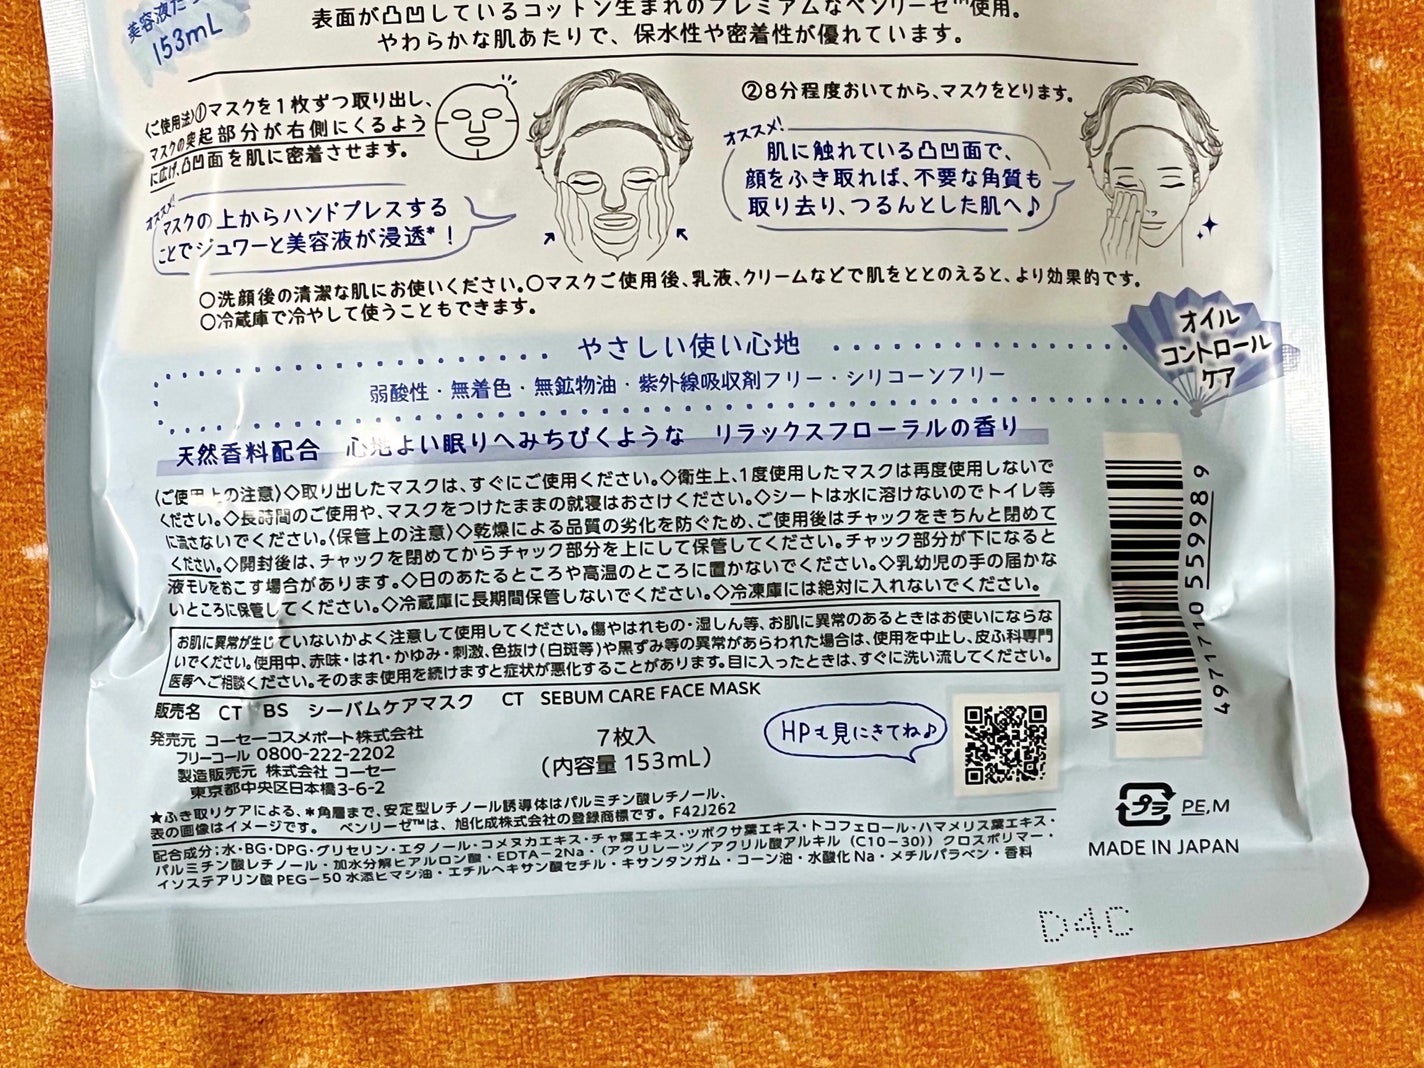 美容液たっ
153mL
表面が凸凹しているコットン生まれのプレミアムなベンリーゼ™使用。
やわらかな肌あたりで、保水性や密着性が優れています。
〈ご使用法〉①マスクを1枚ずつ取り出し、
マスクの突起部分が右側にくるよう
に広げ、凸凹面を肌に密着させます。
オススメ!
マスクの上からハンドプレスする
ことでジュワーと美容液が浸透*！
②8分程度おいてから、マスクをとります。
オススメ!
肌に触れている凸凹面で、
顔をふき取れば、不要な角質も
取り去り、つるんとした肌へ♪
○洗顔後の清潔な肌にお使いください。○マスクご使用後、乳液、クリームなどで肌をととのえると、より効果的です。
○冷蔵庫で冷やして使うこともできます。
オイル
コントロール
ケア
やさしい使い心地
弱酸性・無着色・無鉱物油・紫外線吸収剤フリー・シリコーンフリー
天然香料配合　心地よい眠りへみちびくような　リラックスフローラルの香り
〈ご使用上の注意〉◇取り出したマスクは、すぐにご使用ください。◇衛生上、1度使用したマスクは再度使用しないで
ください。◇長時間のご使用や、マスクをつけたままの就寝はおさけください。◇シートは水に溶けないのでトイレ等
に流さないでください。〈保管上の注意〉◇乾燥による品質の劣化を防ぐため、ご使用後はチャックをきちんと閉めて
ください。◇開封後は、チャックを閉めてからチャック部分を上にして保管してください。チャック部分が下になると
液モレをおこす場合があります。◇日のあたるところや高温のところに置かないでください。◇乳幼児の手の届かな
いところに保管してください。◇冷蔵庫に長期間保管しないでください。◇冷凍庫には絶対に入れないでください。
お肌に異常が生じていないかよく注意して使用してください。傷やはれもの・湿しん等、お肌に異常のあるときはお使いにならな
いでください。使用中、赤味・はれ・かゆみ・刺激、色抜け(白斑等)や黒ずみ等の異常があらわれた場合は、使用を中止し、皮ふ科専門
医等へご相談ください。そのまま使用を続けますと症状が悪化することがあります。目に入ったときは、すぐに洗い流してください。
販売名　CT　BS　シーバムケアマスク　CT　SEBUM CARE FACE MASK
発売元 コーセーコスメポート株式会社
フリーコール 0800-222-2202
製造販売元 株式会社 コーセー
東京都中央区日本橋3-6-2
7枚入
（内容量 153mL）
HPも見にきてね♪
WCUH
4971710 559989
プラ
PE,M
MADE IN JAPAN
★ふき取りケアによる、*角層まで、安定型レチノール誘導体はパルミチン酸レチノール、
表の画像はイメージです。　ベンリーゼ™は、旭化成株式会社の登録商標です。F42J262
配合成分；水・BG・DPG・グリセリン・エタノール・コメヌカエキス・チャ葉エキス・ツボクサ葉エキス・トコフェロール・ハマメリス葉エキス・
パルミチン酸レチノール・加水分解ヒアルロン酸・EDTA-2Na・（アクリレーツ／アクリル酸アルキル（C10-30））クロスポリマー・
イソステアリン酸PEG-50水添ヒマシ油・エチルヘキサン酸セチル・キサンタンガム・コーン油・水酸化Na・メチルパラベン・香料
D4C